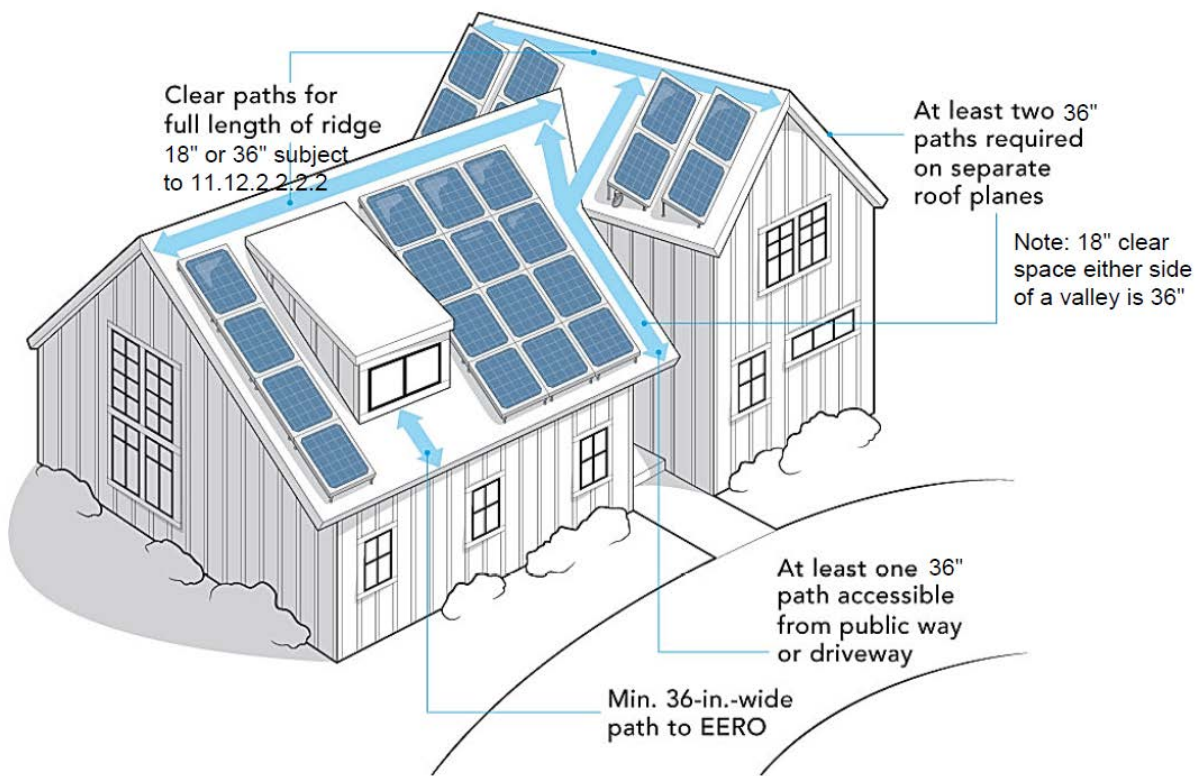 Clear paths for
full length of ridge
18" or 36" subject
to 11.12.2.2.2.2
At least two 36"
paths required
on separate
roof planes
Note: 18" clear
space either side
of a valley is 36"
At least one 36"
path accessible
from public way
or driveway
Min. 36-in.-wide
path to EERO